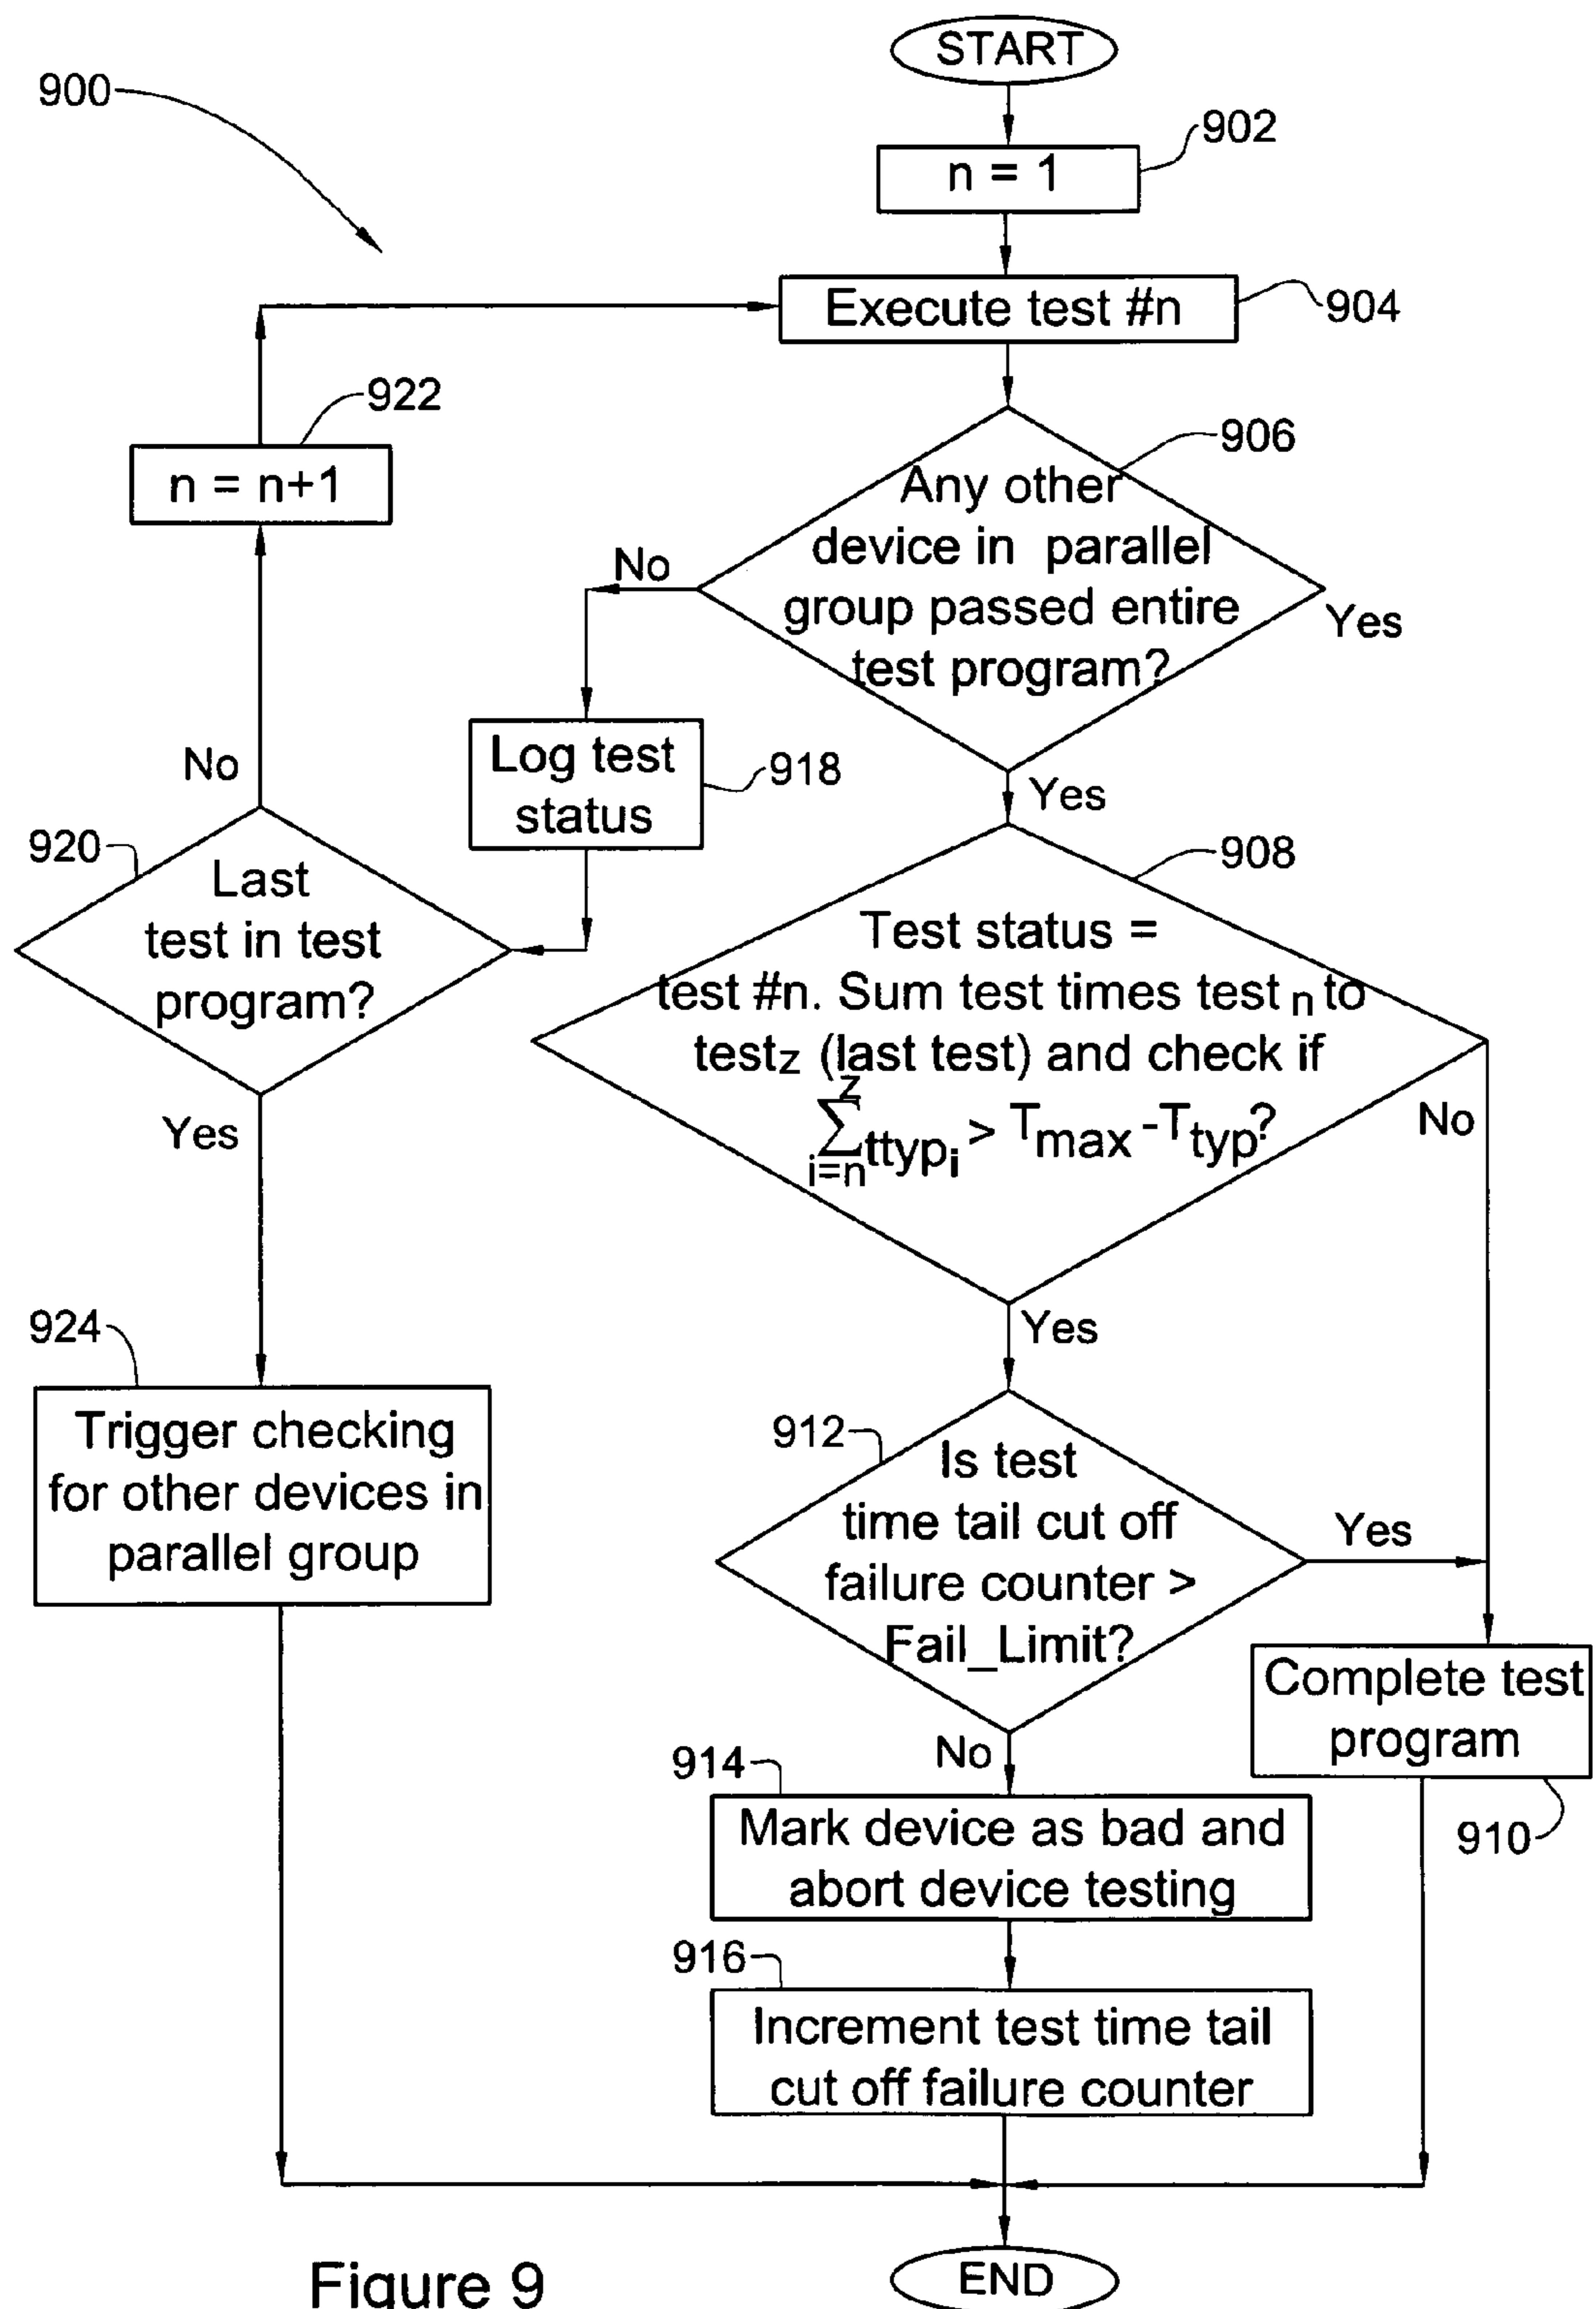 START
900
902
n = 1
Execute test #n
904
922
n = n+1
906
Any other
device in parallel
group passed entire
test program?
No
Yes
Log test
status
918
No
Yes
920
Last
test in test
program?
908
Test status =
test #n. Sum test times test n to
testz (last test) and check if
z
∑ ttypi > Tmax -Ttyp?
i=n
No
Yes
Yes
924
Trigger checking
for other devices in
parallel group
912
Is test
time tail cut off
failure counter >
Fail_Limit?
Yes
Complete test
program
910
No
914
Mark device as bad and
abort device testing
916
Increment test time tail
cut off failure counter
END
Figure 9